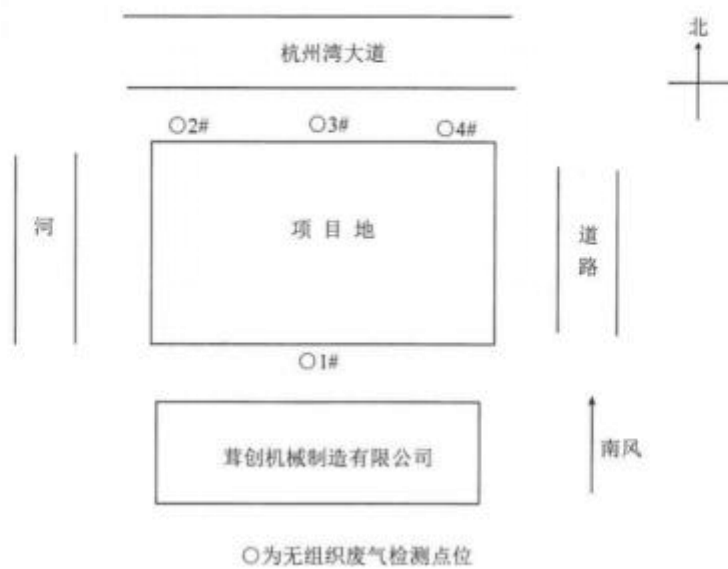 杭州湾大道
北
○2#
○3#
○4#
河
项目地
道路
○1#
茸创机械制造有限公司
南风
○为无组织废气检测点位